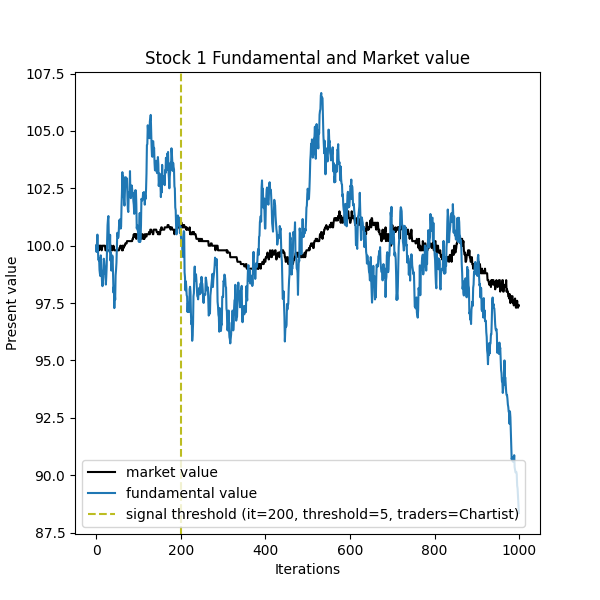 Stock 1 Fundamental and Market value
107.5
105.0
102.5
100.0
97.5
95.0
92.5
90.0
87.5
Present value
market value
fundamental value
signal threshold (it=200, threshold=5, traders=Chartist)
0 200 400 600 800 1000
Iterations